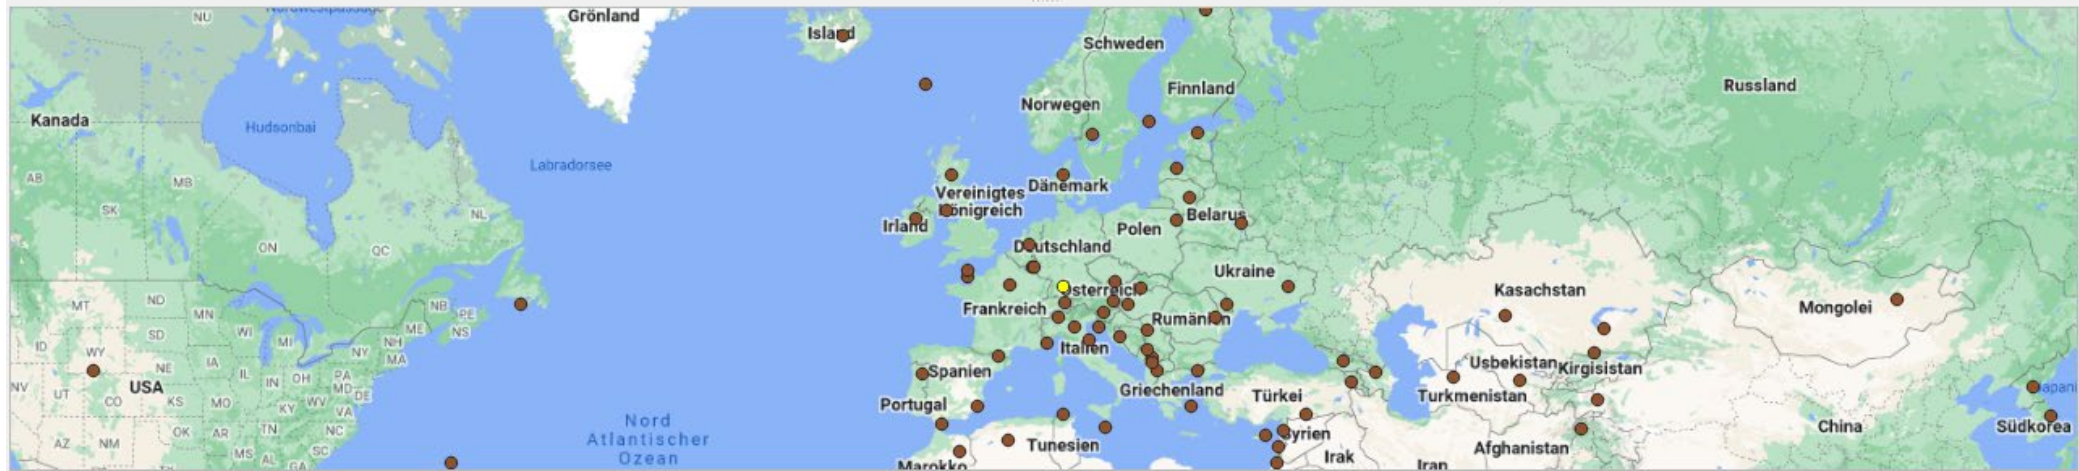 NU
Grönland
Island
Schweden
Finnland
Russland
Norwegen
Kanada
Hudsonbai
Labradorsee
AB
MB
SK
NL
ON
QC
Vereinigtes
Königreich
Dänemark
Irland
Belarus
Polen
Deutschland
Ukraine
Österreich
Kasachstan
Mongolei
MT
ND
MN
NB
PE
Frankreich
Rumänien
SD
WI
MI
ME
NS
ID
WY
NH
NY
MA
Italien
IA
NE
IL
IN
OH
PA
MD
DE
NV
UT
USA
CO
KS
MO
KY
WV
VA
Spanien
Usbekistan
Kirgisistan
Griechenland
Türkei
Turkmenistan
Portugal
OK
AR
TN
NC
Nord
Atlantischer
Ozean
China
Südkorea
AZ
NM
MS
AL
GA
SC
Tunesien
Syrien
Irak
Afghanistan
Marokko
Iran